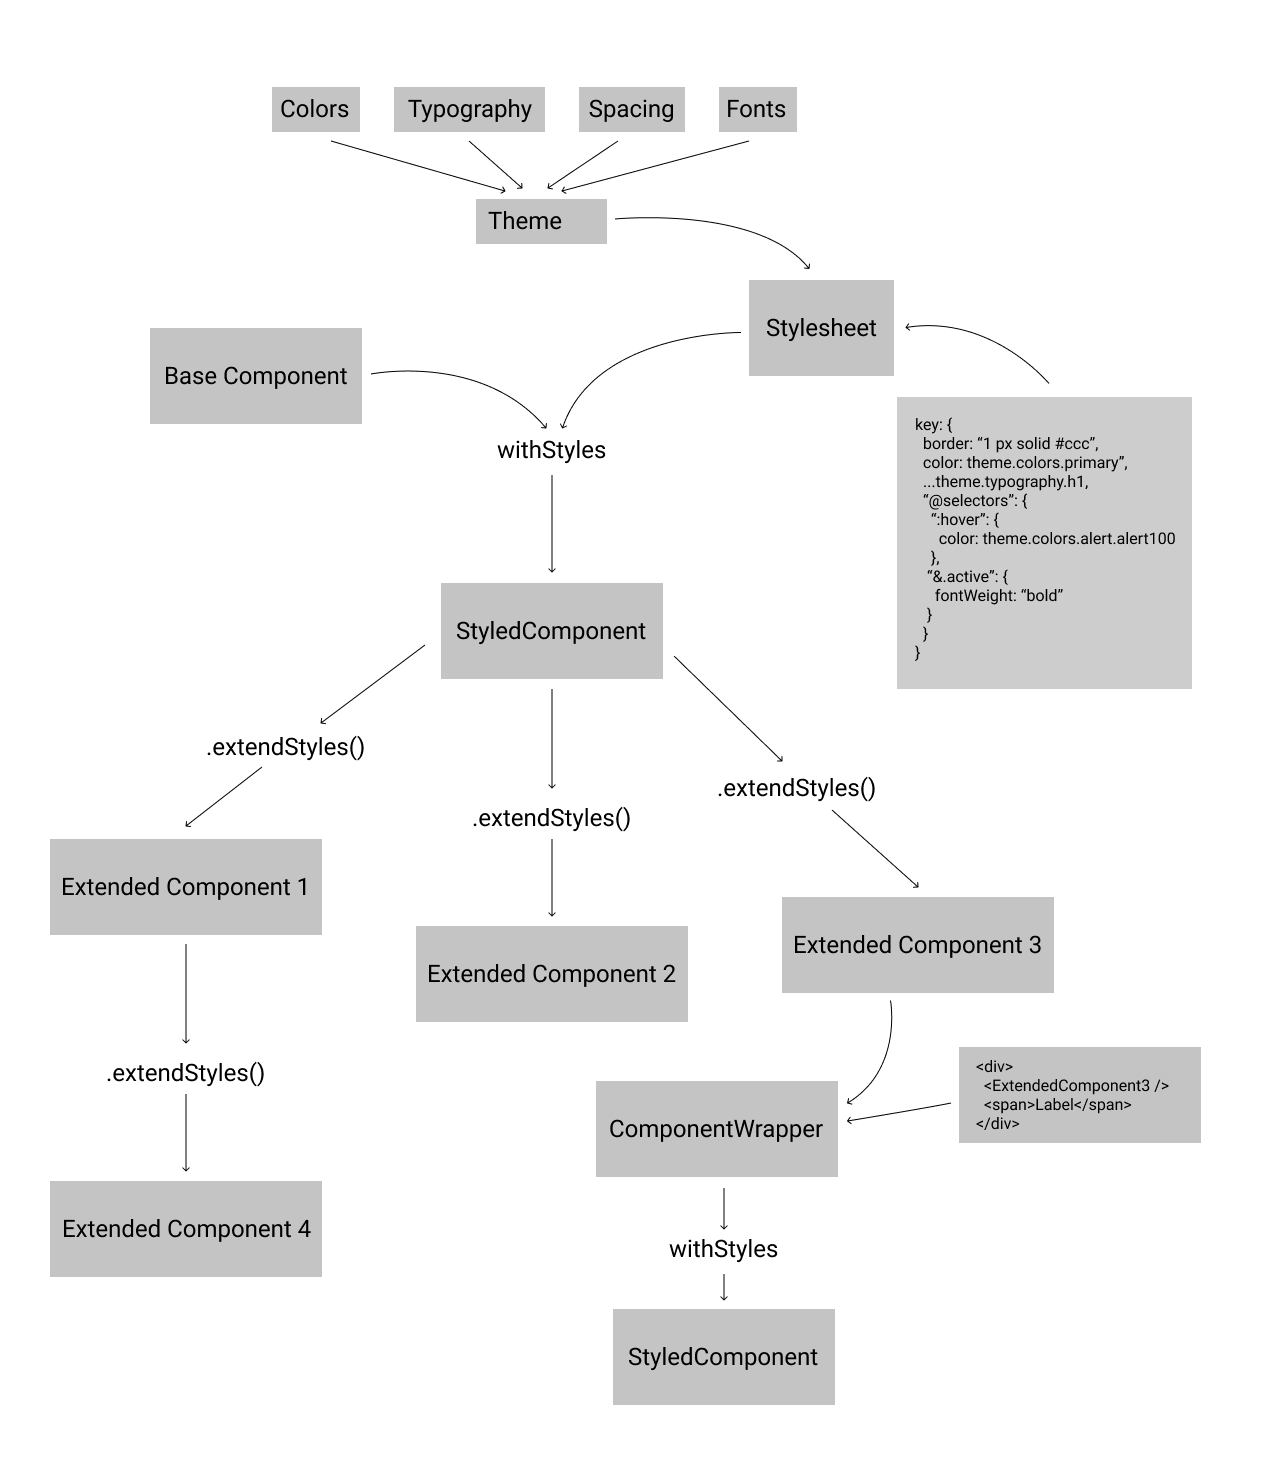 Colors
Typography
Spacing
Fonts
Theme
Stylesheet
Base Component
withStyles
key: {
border: “1 px solid #ccc”,
color: theme.colors.primary”,
...theme.typography.h1,
“@selectors”: {
“:hover”: {
color: theme.colors.alert.alert100
},
“&.active”: {
fontWeight: “bold”
}
}
}
StyledComponent
.extendStyles()
.extendStyles()
.extendStyles()
Extended Component 1
Extended Component 2
Extended Component 3
.extendStyles()
<div>
<ExtendedComponent3 />
<span>Label</span>
</div>
ComponentWrapper
Extended Component 4
withStyles
StyledComponent